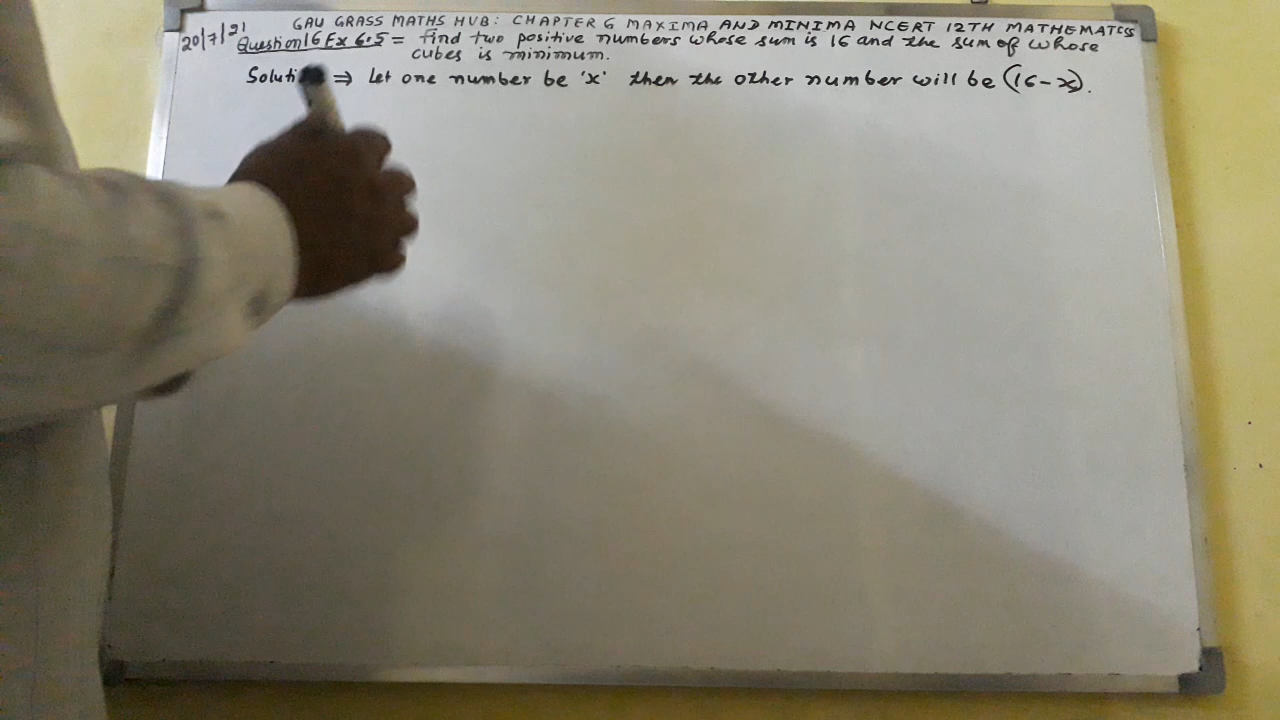 20/7/21 GAU GRASS MATHS HUB: CHAPTER 6 MAXIMA AND MINIMA NCERT 12TH MATHEMATICS
Question 16 Ex 6.5 = find two positive numbers whose sum is 16 and the sum of whose
cubes is minimum.
⇒ Let one number be 'x' then the other number will be (16-x).